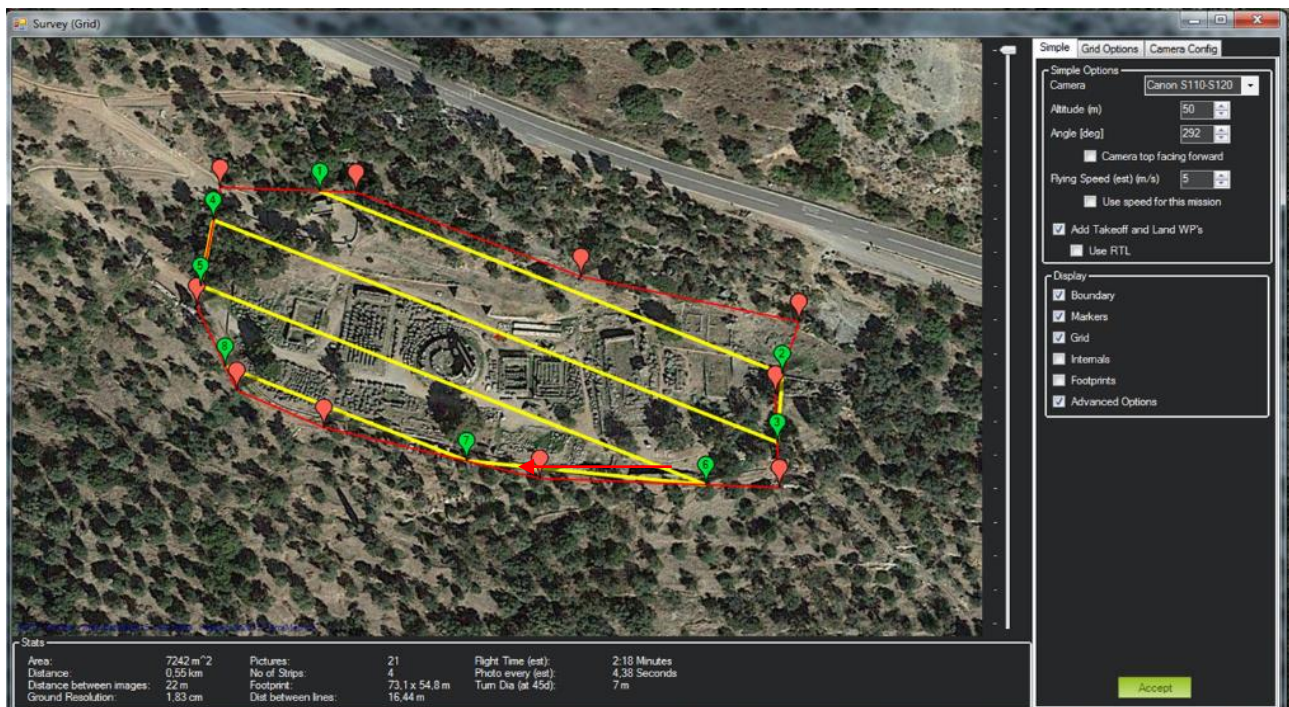 Survey (Grid)
Simple Grid Options Camera Config
Simple Options
Camera Canon S110-S120
Altitude (m) 50
Angle [deg] 292
Camera top facing forward
Flying Speed (est) (m/s) 5
Use speed for this mission
Add Takeoff and Land WP's
Use RTL
Display
Boundary
Markers
Grid
Internals
Footprints
Advanced Options
1
4
5
2
3
7
6
Stats
Area: 7242 m^2 Pictures: 21 Flight Time (est): 2:18 Minutes
Distance: 0,55 km No of Strips: 4 Photo every (est): 4,38 Seconds
Distance between images: 22 m Footprint: 73,1 x 54,8 m Turn Dia (at 45d): 7 m
Ground Resolution: 1,83 cm Dist between lines: 16,44 m
Accept